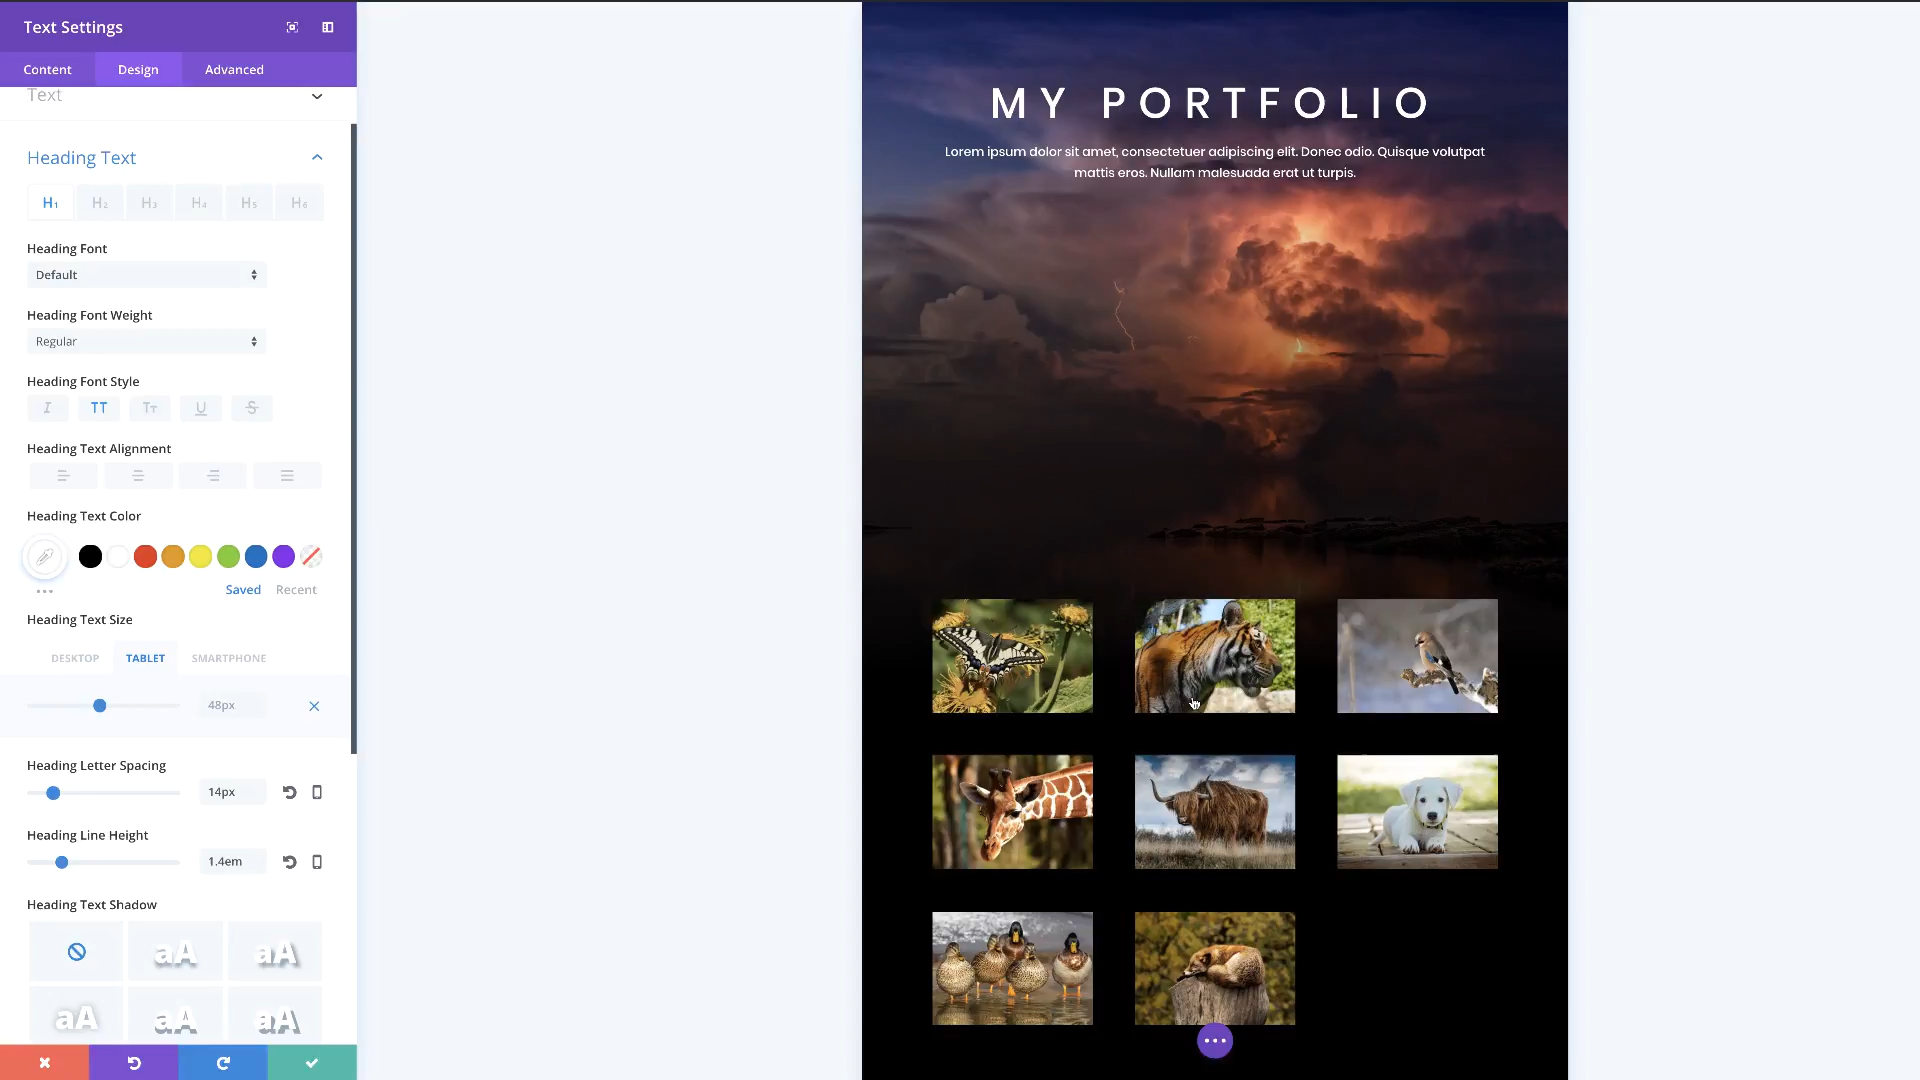 Text Settings
Content Design Advanced
Text
Heading Text
H1 H2 H3 H4 H5 H6
Heading Font
Default
Heading Font Weight
Regular
Heading Font Style
I TT Tт U S
Heading Text Alignment
Heading Text Color
Saved Recent
Heading Text Size
DESKTOP TABLET SMARTPHONE
48px
Heading Letter Spacing
14px
Heading Line Height
1.4em
Heading Text Shadow
aA aA
aA aA aA
MY PORTFOLIO
Lorem ipsum dolor sit amet, consectetuer adipiscing elit. Donec odio. Quisque volutpat
mattis eros. Nullam malesuada erat ut turpis.